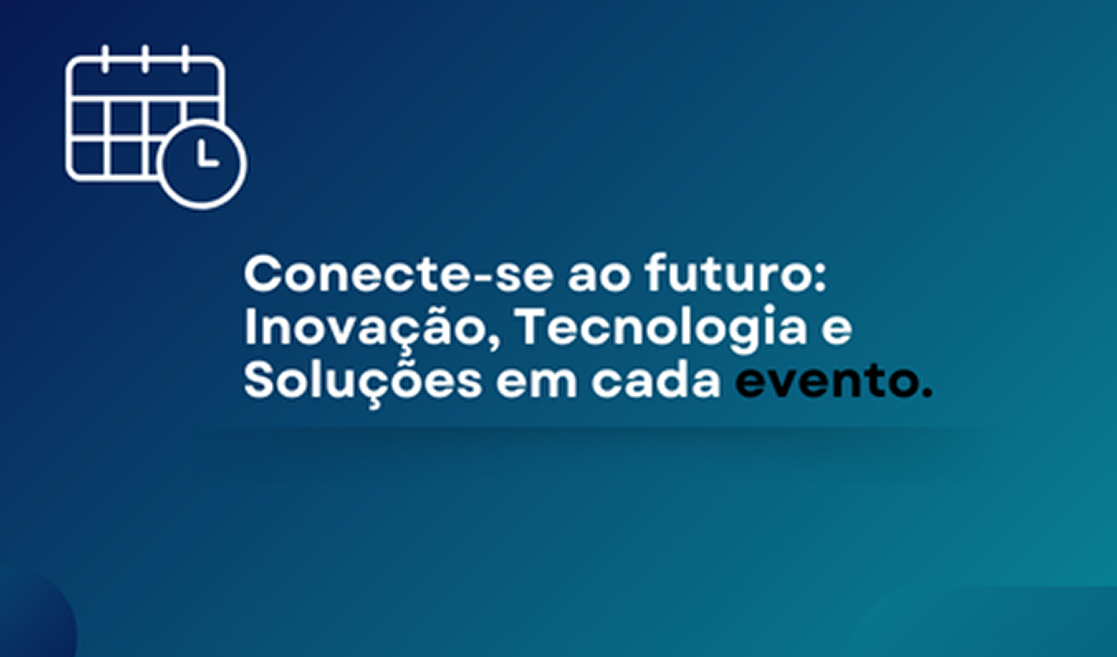 Conecte-se ao futuro:
Inovação, Tecnologia e
Soluções em cada evento.